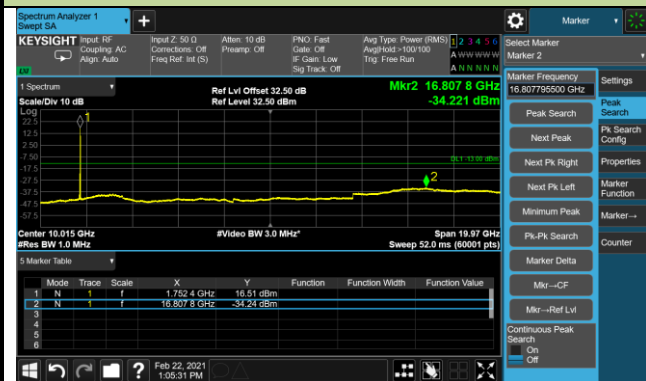 Spectrum Analyzer 1
Swept SA
Marker
KEYSIGHT
Input: RF
Coupling: AC
Align: Auto
Input Z: 50 Ω
Corrections: Off
Freq Ref: Int (S)
Atten: 10 dB
Preamp: Off
PNO: Fast
Gate: Off
IF Gain: Low
Sig Track: Off
Avg Type: Power (RMS)
Avg|Hold:>100/100
Trig: Free Run
1 2 3 4 5 6
A W W W W W
A N N N N N
Select Marker
Marker 2
1 Spectrum
Scale/Div 10 dB
Ref Lvl Offset 32.50 dB
Ref Level 32.50 dBm
Mkr2 16.807 8 GHz
-34.221 dBm
Log
22.5
12.5
2.50
-7.50
-17.5
-27.5
-37.5
-47.5
-57.5
1
DL1 -13.00 dBm
2
Center 10.015 GHz
#Res BW 1.0 MHz
#Video BW 3.0 MHz*
Span 19.97 GHz
Sweep 52.0 ms (60001 pts)
5 Marker Table
Mode Trace Scale X Y Function Function Width Function Value
1 N 1 f 1.752 4 GHz 16.51 dBm
2 N 1 f 16.807 8 GHz -34.24 dBm
3
4
5
6
Marker Frequency
16.807795500 GHz
Peak Search
Next Peak
Next Pk Right
Next Pk Left
Minimum Peak
Pk-Pk Search
Marker Delta
Mkr→CF
Mkr→Ref Lvl
Continuous Peak
Search
On
Off
Settings
Peak
Search
Pk Search
Config
Properties
Marker
Function
Marker→
Counter
Feb 22, 2021
1:05:31 PM